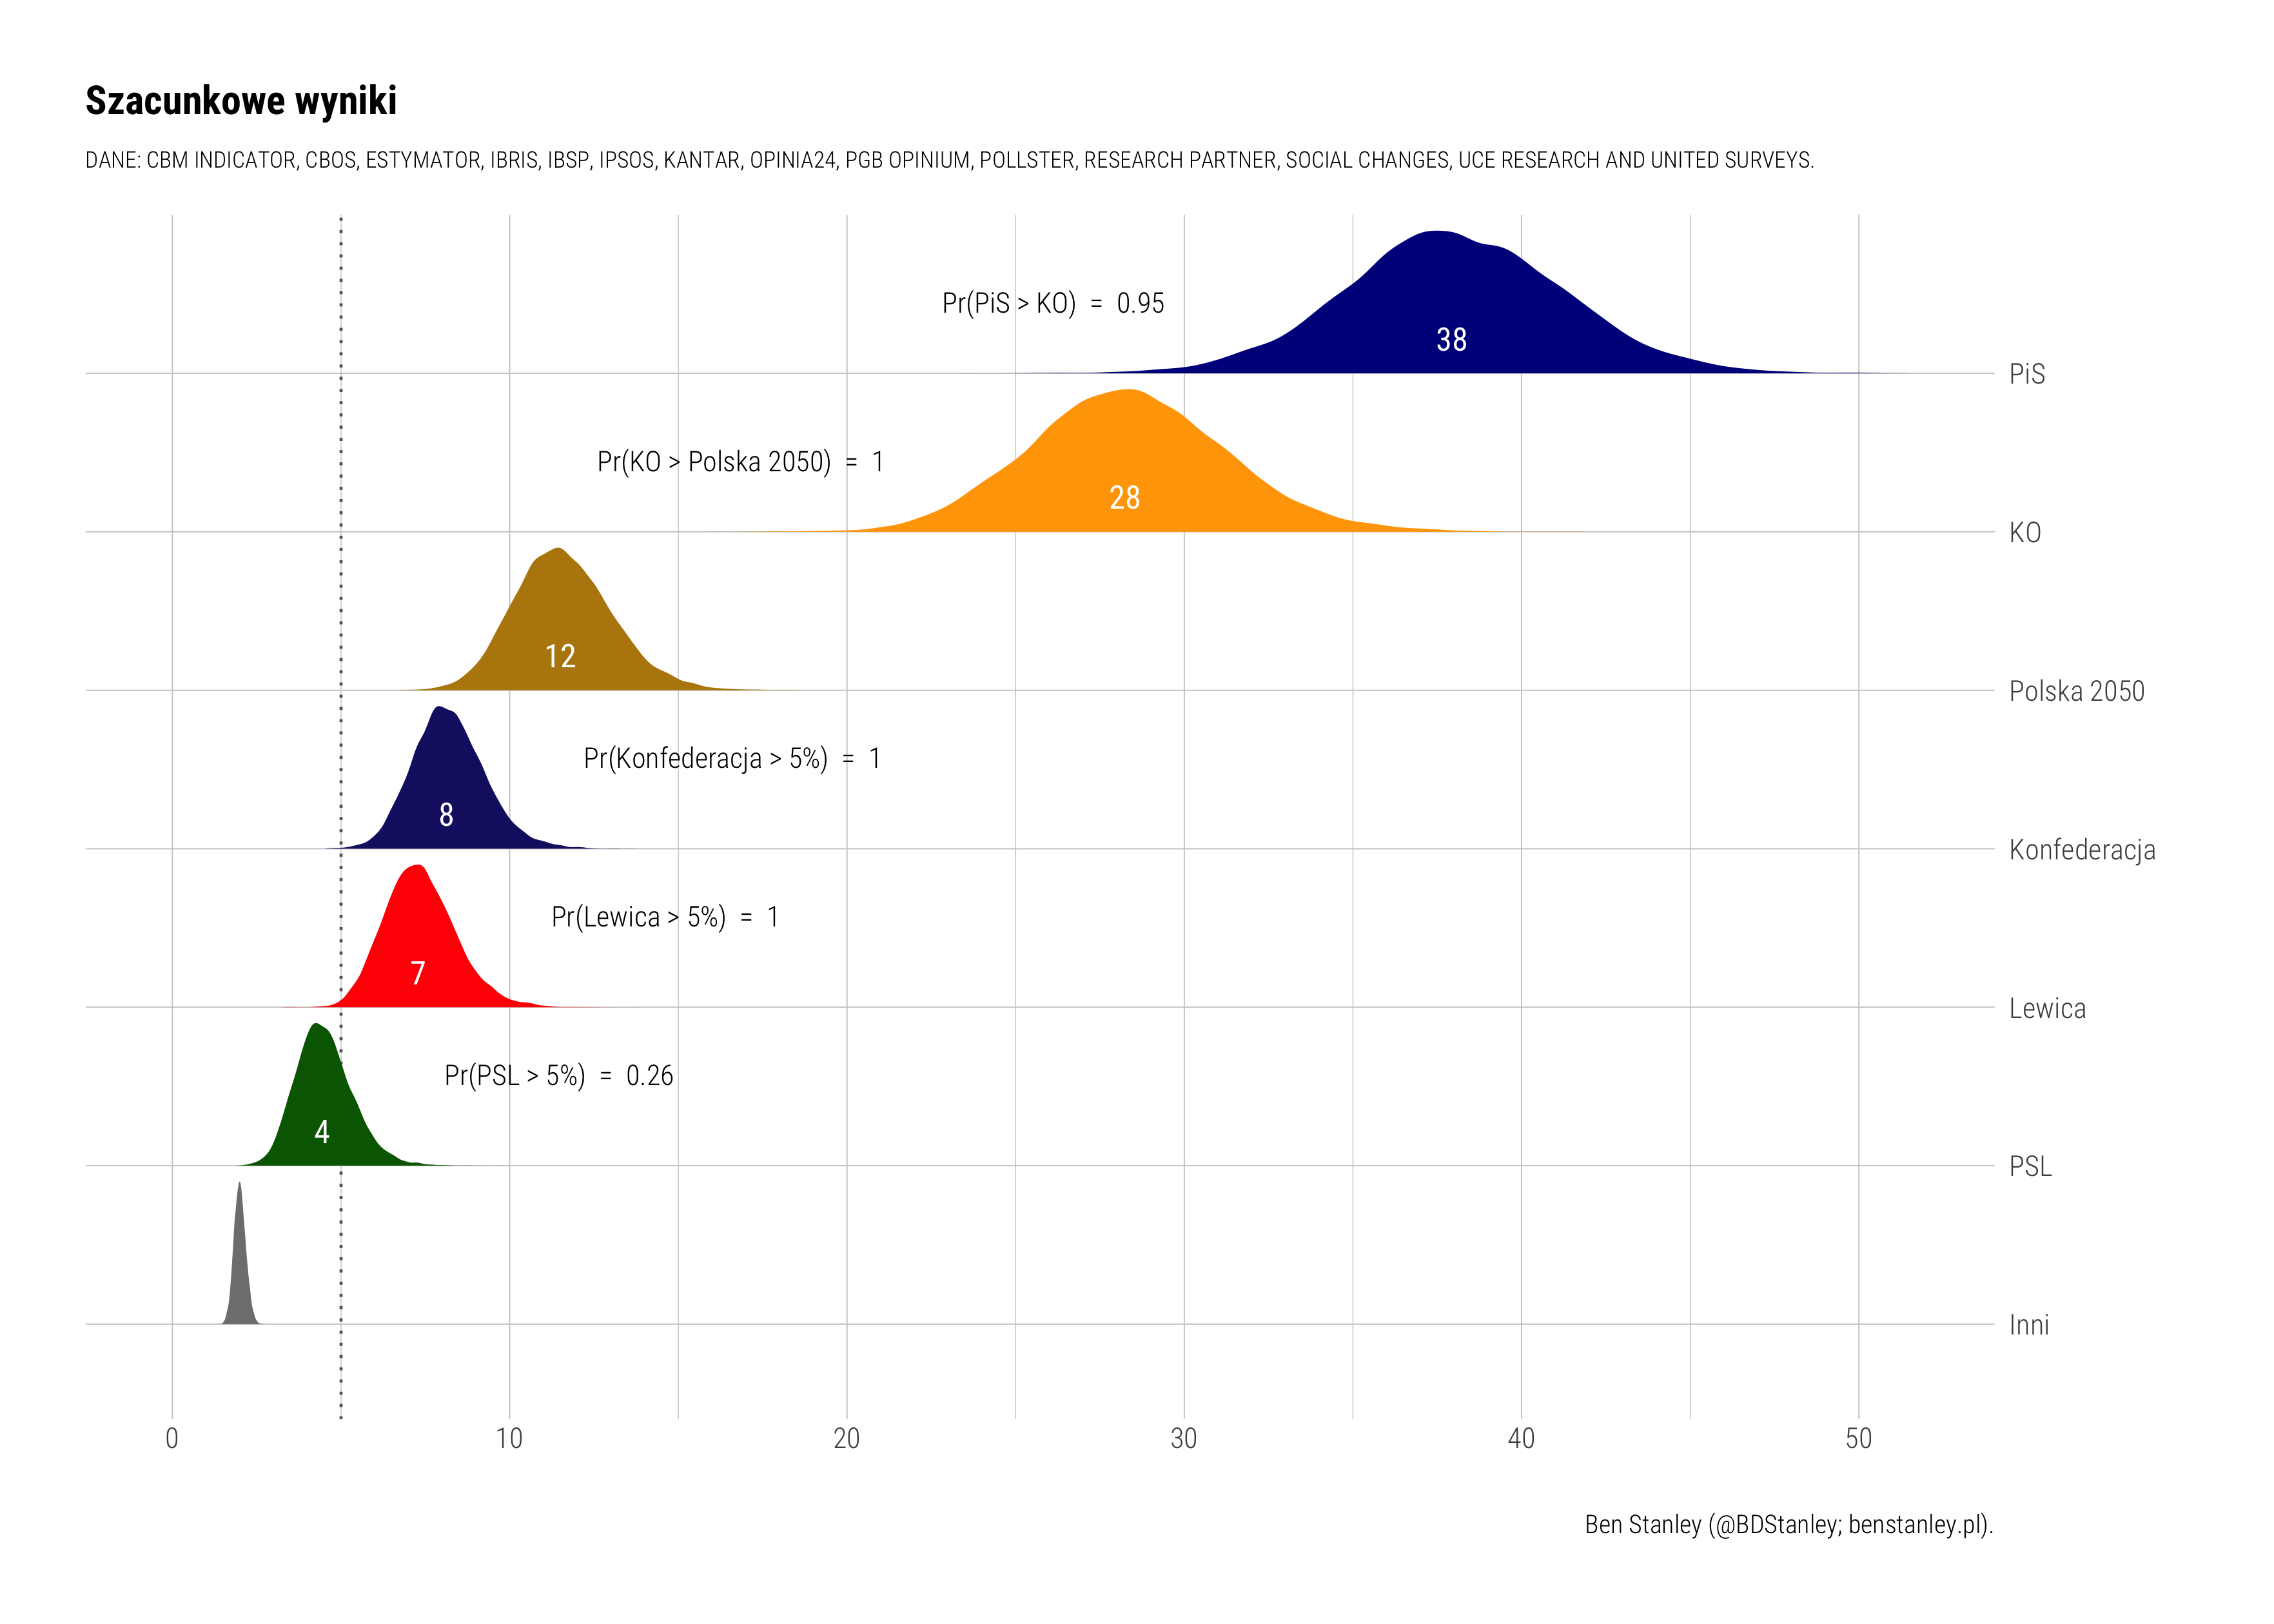 Szacunkowe wyniki
DANE: CBM INDICATOR, CBOS, ESTYMATOR, IBRIS, IBSP, IPSOS, KANTAR, OPINIA24, PGB OPINIUM, POLLSTER, RESEARCH PARTNER, SOCIAL CHANGES, UCE RESEARCH AND UNITED SURVEYS.
Pr(PiS > KO) = 0.95
38
PiS
Pr(KO > Polska 2050) = 1
28
KO
12
Polska 2050
Pr(Konfederacja > 5%) = 1
8
Konfederacja
Pr(Lewica > 5%) = 1
7
Lewica
Pr(PSL > 5%) = 0.26
4
PSL
Inni
0 10 20 30 40 50
Ben Stanley (@BDStanley; benstanley.pl).